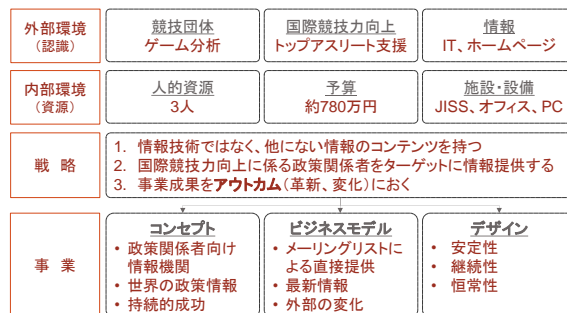 外部環境
（認識）
競技団体
ゲーム分析
国際競技力向上
トップアスリート支援
情報
IT、ホームページ
内部環境
（資源）
人的資源
3人
予算
約780万円
施設・設備
JISS、オフィス、PC
戦 略
1. 情報技術ではなく、他にない情報のコンテンツを持つ
2. 国際競技力向上に係る政策関係者をターゲットに情報提供する
3. 事業成果をアウトカム（革新、変化）におく
事 業
コンセプト
• 政策関係者向け
情報機関
• 世界の政策情報
• 持続的成功
ビジネスモデル
• メーリングリストに
よる直接提供
• 最新情報
• 外部の変化
デザイン
• 安定性
• 継続性
• 恒常性